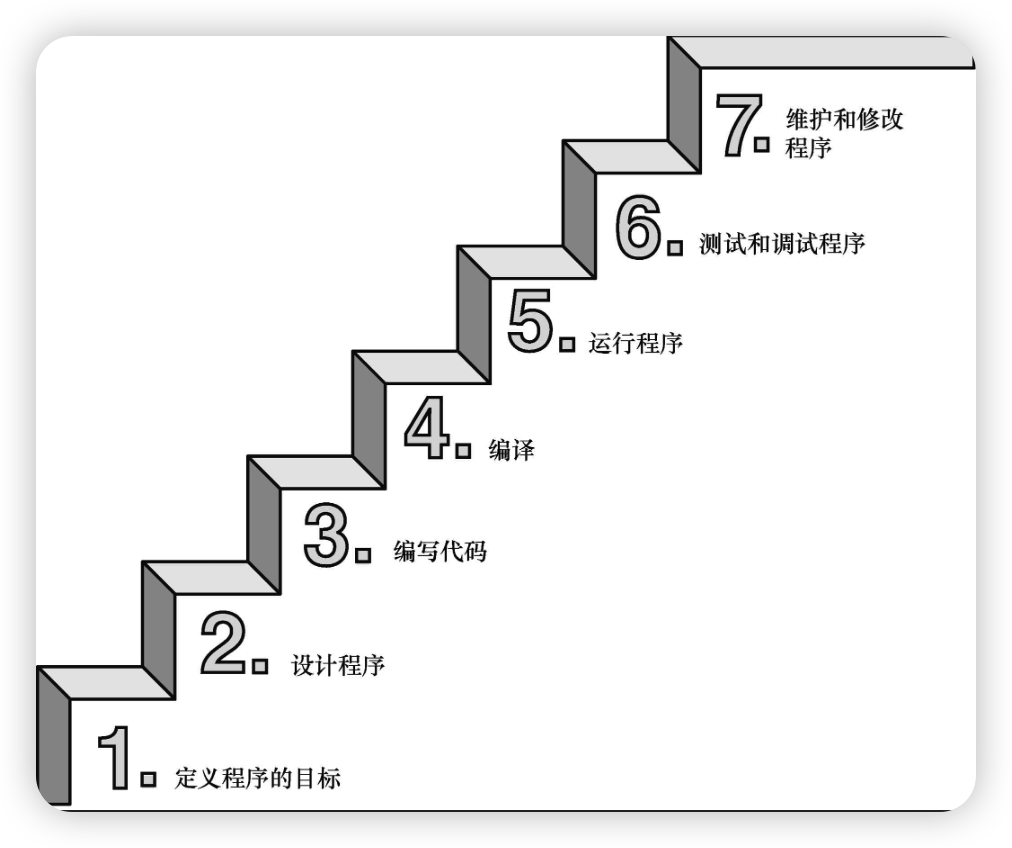 7. 维护和修改
程序
6. 测试和调试程序
5. 运行程序
4. 编译
3. 编写代码
2. 设计程序
1. 定义程序的目标